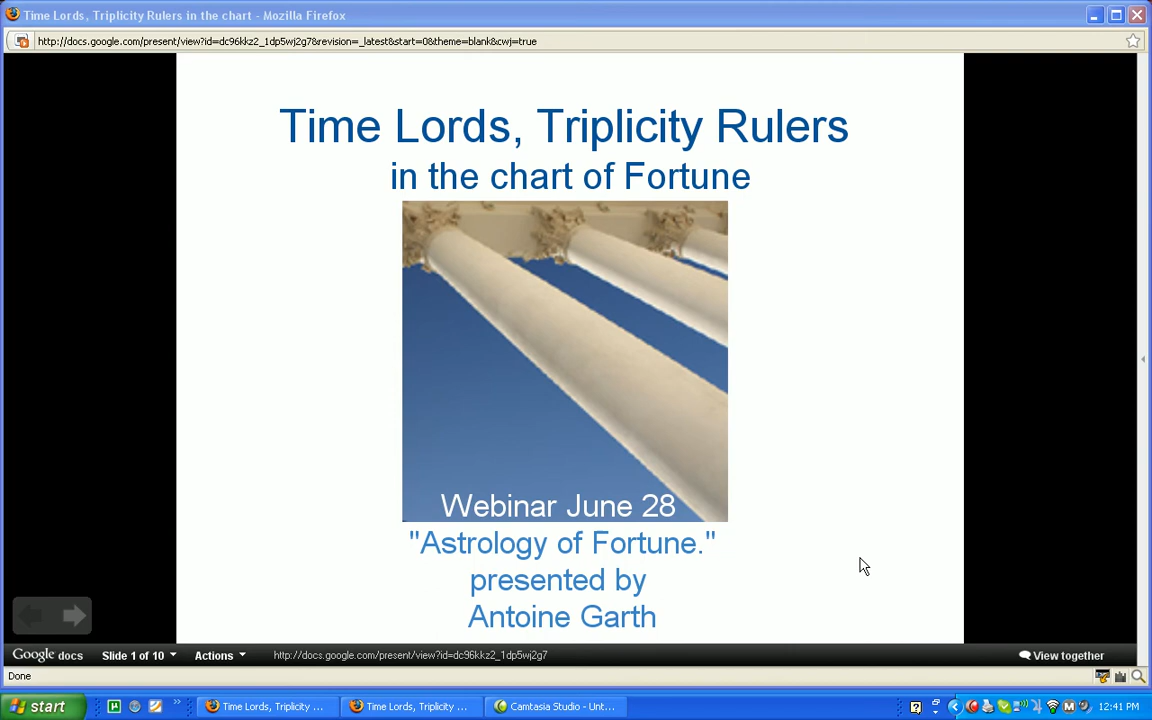 Time Lords, Triplicity Rulers in the chart - Mozilla Firefox
http://docs.google.com/present/view?id=dc96kkz2_1dp5wj2g7&revision=_latest&start=0&theme=blank&cwj=true
Time Lords, Triplicity Rulers
in the chart of Fortune
Webinar June 28
"Astrology of Fortune."
presented by
Antoine Garth
Google docs Slide 1 of 10 Actions http://docs.google.com/present/view?id=dc96kkz2_1dp5wj2g7 View together
Done
start Time Lords, Triplicity ... Time Lords, Triplicity ... Camtasia Studio - Unt... 12:41 PM